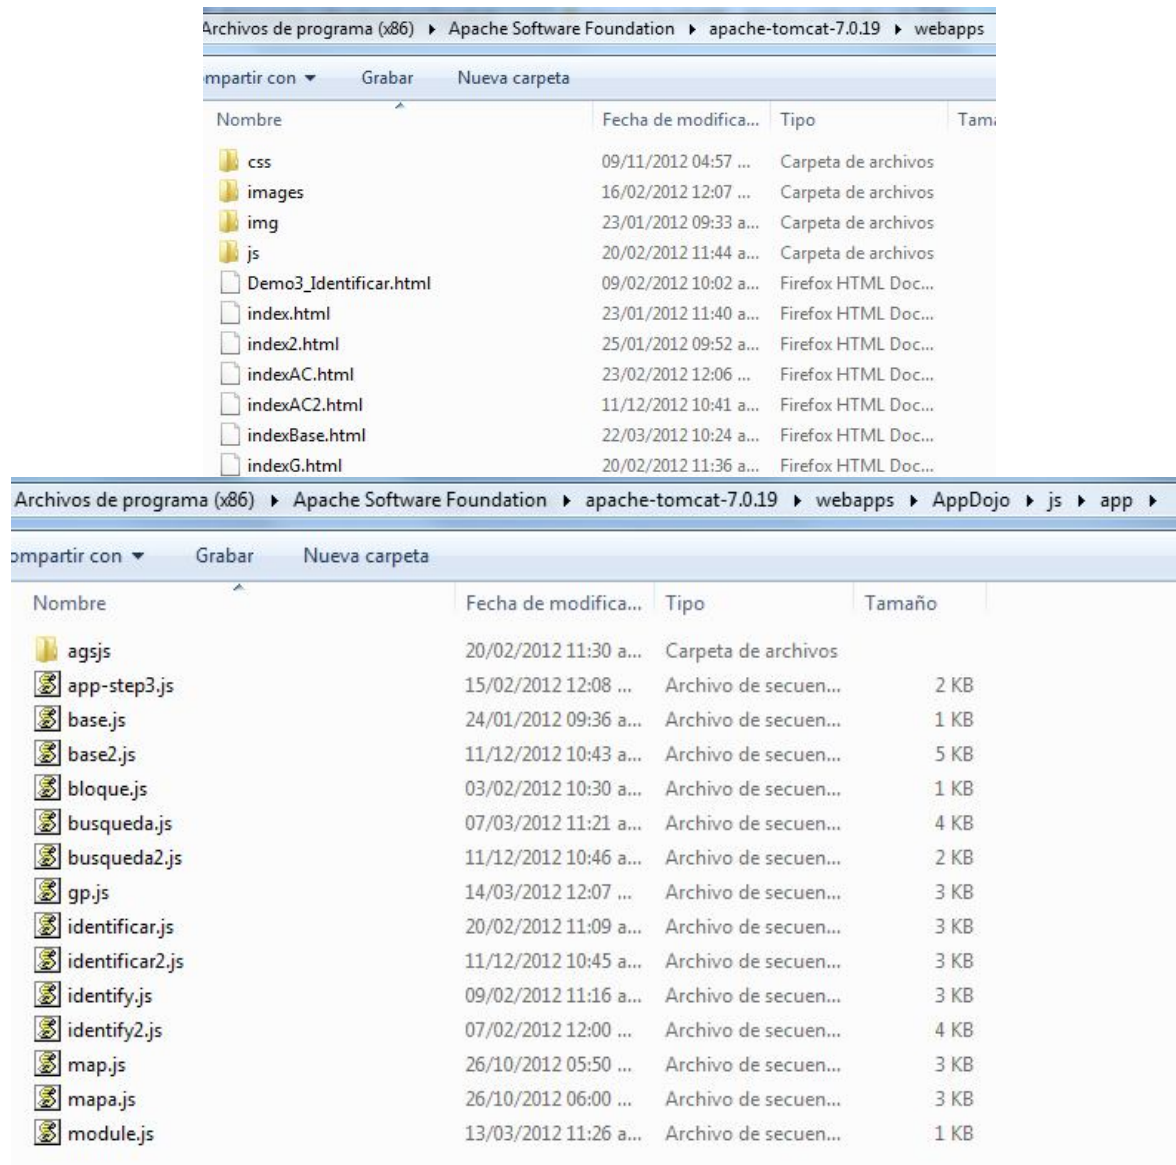 Archivos de programa (x86) ▸ Apache Software Foundation ▸ apache-tomcat-7.0.19 ▸ webapps
mpartir con ▾ Grabar Nueva carpeta
Nombre Fecha de modifica... Tipo Tama
css 09/11/2012 04:57 ... Carpeta de archivos
images 16/02/2012 12:07 ... Carpeta de archivos
img 23/01/2012 09:33 a... Carpeta de archivos
js 20/02/2012 11:44 a... Carpeta de archivos
Demo3_Identificar.html 09/02/2012 10:02 a... Firefox HTML Doc...
index.html 23/01/2012 11:40 a... Firefox HTML Doc...
index2.html 25/01/2012 09:52 a... Firefox HTML Doc...
indexAC.html 23/02/2012 12:06 ... Firefox HTML Doc...
indexAC2.html 11/12/2012 10:41 a... Firefox HTML Doc...
indexBase.html 22/03/2012 10:24 a... Firefox HTML Doc...
indexG.html 20/02/2012 11:36 a... Firefox HTML Doc...
Archivos de programa (x86) ▸ Apache Software Foundation ▸ apache-tomcat-7.0.19 ▸ webapps ▸ AppDojo ▸ js ▸ app ▸
ompartir con ▾ Grabar Nueva carpeta
Nombre Fecha de modifica... Tipo Tamaño
agsjs 20/02/2012 11:30 a... Carpeta de archivos
app-step3.js 15/02/2012 12:08 ... Archivo de secuen... 2 KB
base.js 24/01/2012 09:36 a... Archivo de secuen... 1 KB
base2.js 11/12/2012 10:43 a... Archivo de secuen... 5 KB
bloque.js 03/02/2012 10:30 a... Archivo de secuen... 1 KB
busqueda.js 07/03/2012 11:21 a... Archivo de secuen... 4 KB
busqueda2.js 11/12/2012 10:46 a... Archivo de secuen... 2 KB
gp.js 14/03/2012 12:07 ... Archivo de secuen... 3 KB
identificar.js 20/02/2012 11:09 a... Archivo de secuen... 3 KB
identificar2.js 11/12/2012 10:45 a... Archivo de secuen... 3 KB
identify.js 09/02/2012 11:16 a... Archivo de secuen... 3 KB
identify2.js 07/02/2012 12:00 ... Archivo de secuen... 4 KB
map.js 26/10/2012 05:50 ... Archivo de secuen... 3 KB
mapa.js 26/10/2012 06:00 ... Archivo de secuen... 3 KB
module.js 13/03/2012 11:26 a... Archivo de secuen... 1 KB